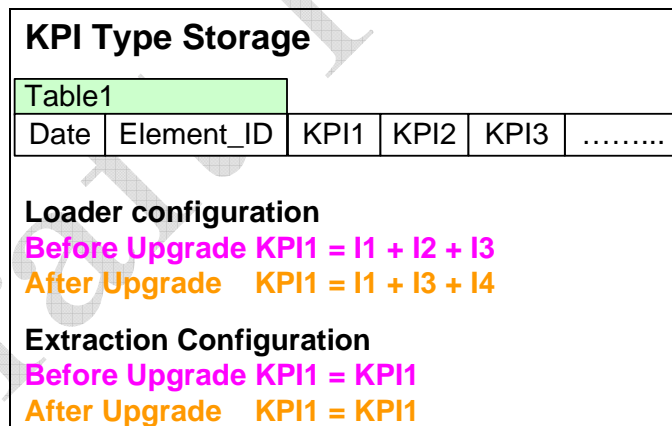 KPI Type Storage
Table1
Date Element_ID KPI1 KPI2 KPI3 ……...
Loader configuration
Before Upgrade KPI1 = I1 + I2 + I3
After Upgrade KPI1 = I1 + I3 + I4
Extraction Configuration
Before Upgrade KPI1 = KPI1
After Upgrade KPI1 = KPI1